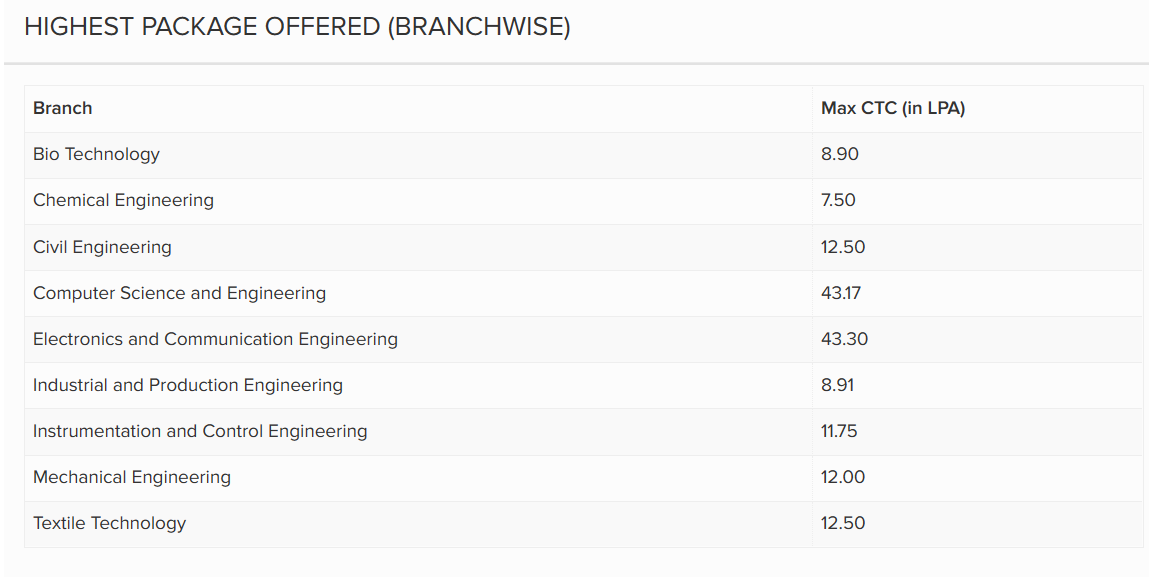 HIGHEST PACKAGE OFFERED (BRANCHWISE)
Branch Max CTC (in LPA)
Bio Technology 8.90
Chemical Engineering 7.50
Civil Engineering 12.50
Computer Science and Engineering 43.17
Electronics and Communication Engineering 43.30
Industrial and Production Engineering 8.91
Instrumentation and Control Engineering 11.75
Mechanical Engineering 12.00
Textile Technology 12.50